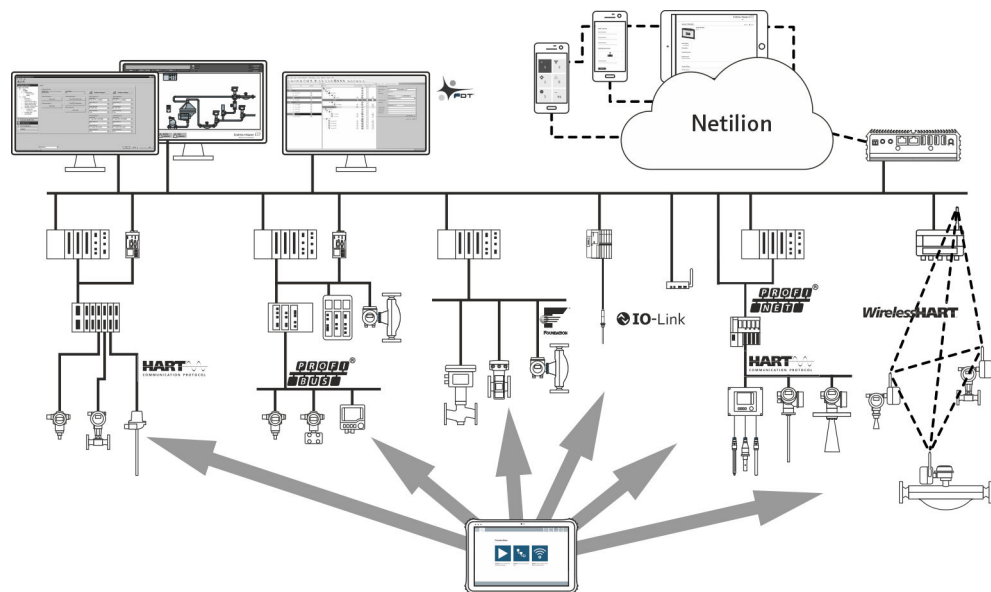 FDT
Netilion
PROFI®
NET
WirelessHART
FOUNDATION
IO-Link
HART
COMMUNICATION PROTOCOL
PROFI®
BUS
HART
COMMUNICATION PROTOCOL